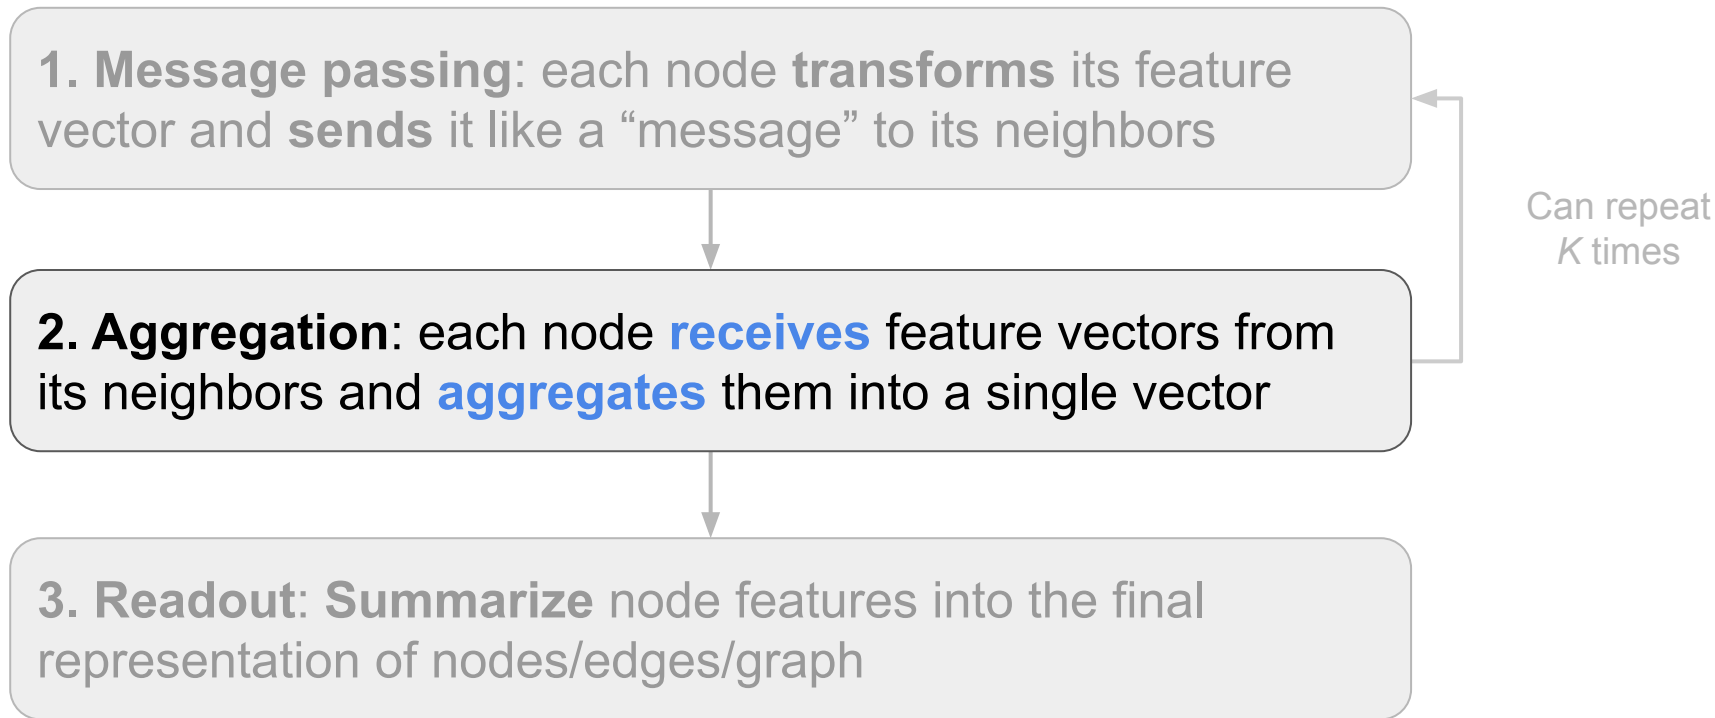 1. Message passing: each node transforms its feature
vector and sends it like a “message” to its neighbors
Can repeat
K times
2. Aggregation: each node receives feature vectors from
its neighbors and aggregates them into a single vector
3. Readout: Summarize node features into the final
representation of nodes/edges/graph